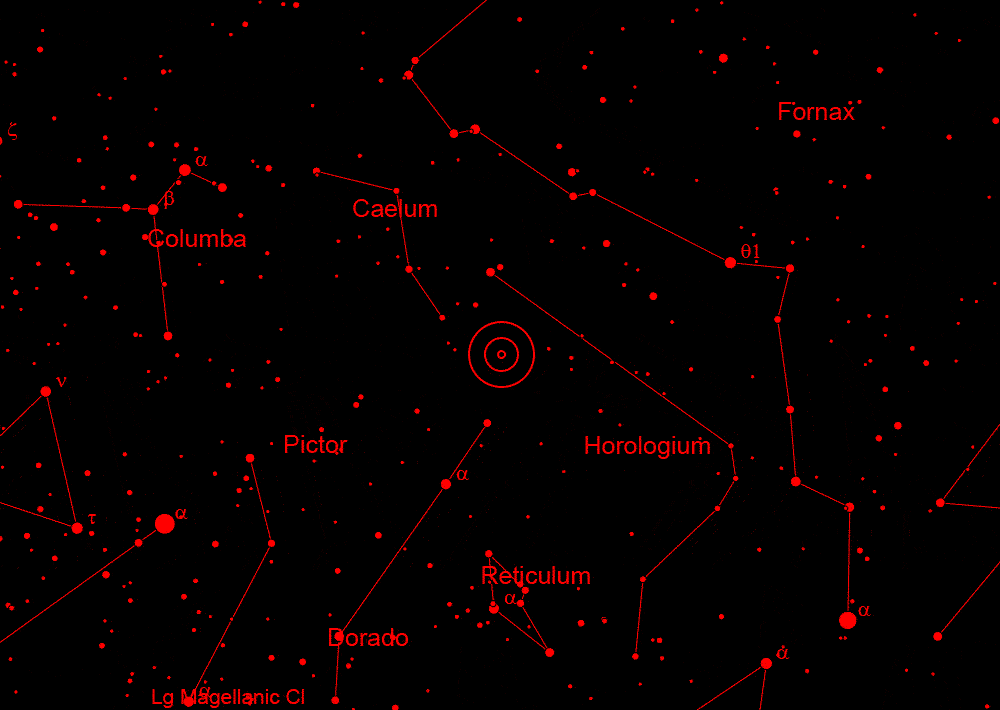 Fornax
ζ
α
β
Caelum
Columba
θ1
ν
Pictor
Horologium
α
τ
α
Reticulum
α
α
Dorado
α
α
Lg Magellanic Cl